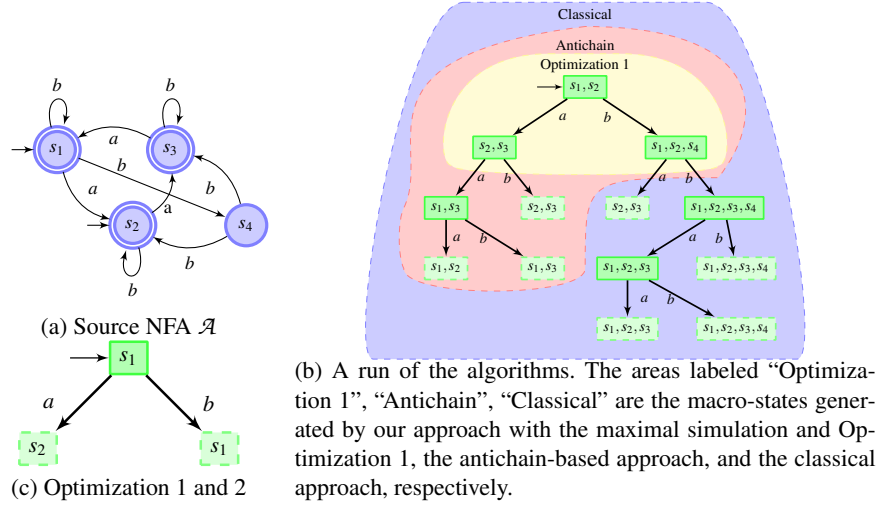 b
b
s1
s3
a
b
a
b
a
s2
s4
b
b
(a) Source NFA A
s1
a
b
s2
s1
(c) Optimization 1 and 2
Classical
Antichain
Optimization 1
s1, s2
a
b
s2, s3
s1, s2, s4
a
b
a
b
s1, s3
s2, s3
s2, s3
s1, s2, s3, s4
a
b
a
b
s1, s2
s1, s3
s1, s2, s3
s1, s2, s3, s4
a
b
s1, s2, s3
s1, s2, s3, s4
(b) A run of the algorithms. The areas labeled “Optimiza-
tion 1”, “Antichain”, “Classical” are the macro-states gener-
ated by our approach with the maximal simulation and Op-
timization 1, the antichain-based approach, and the classical
approach, respectively.